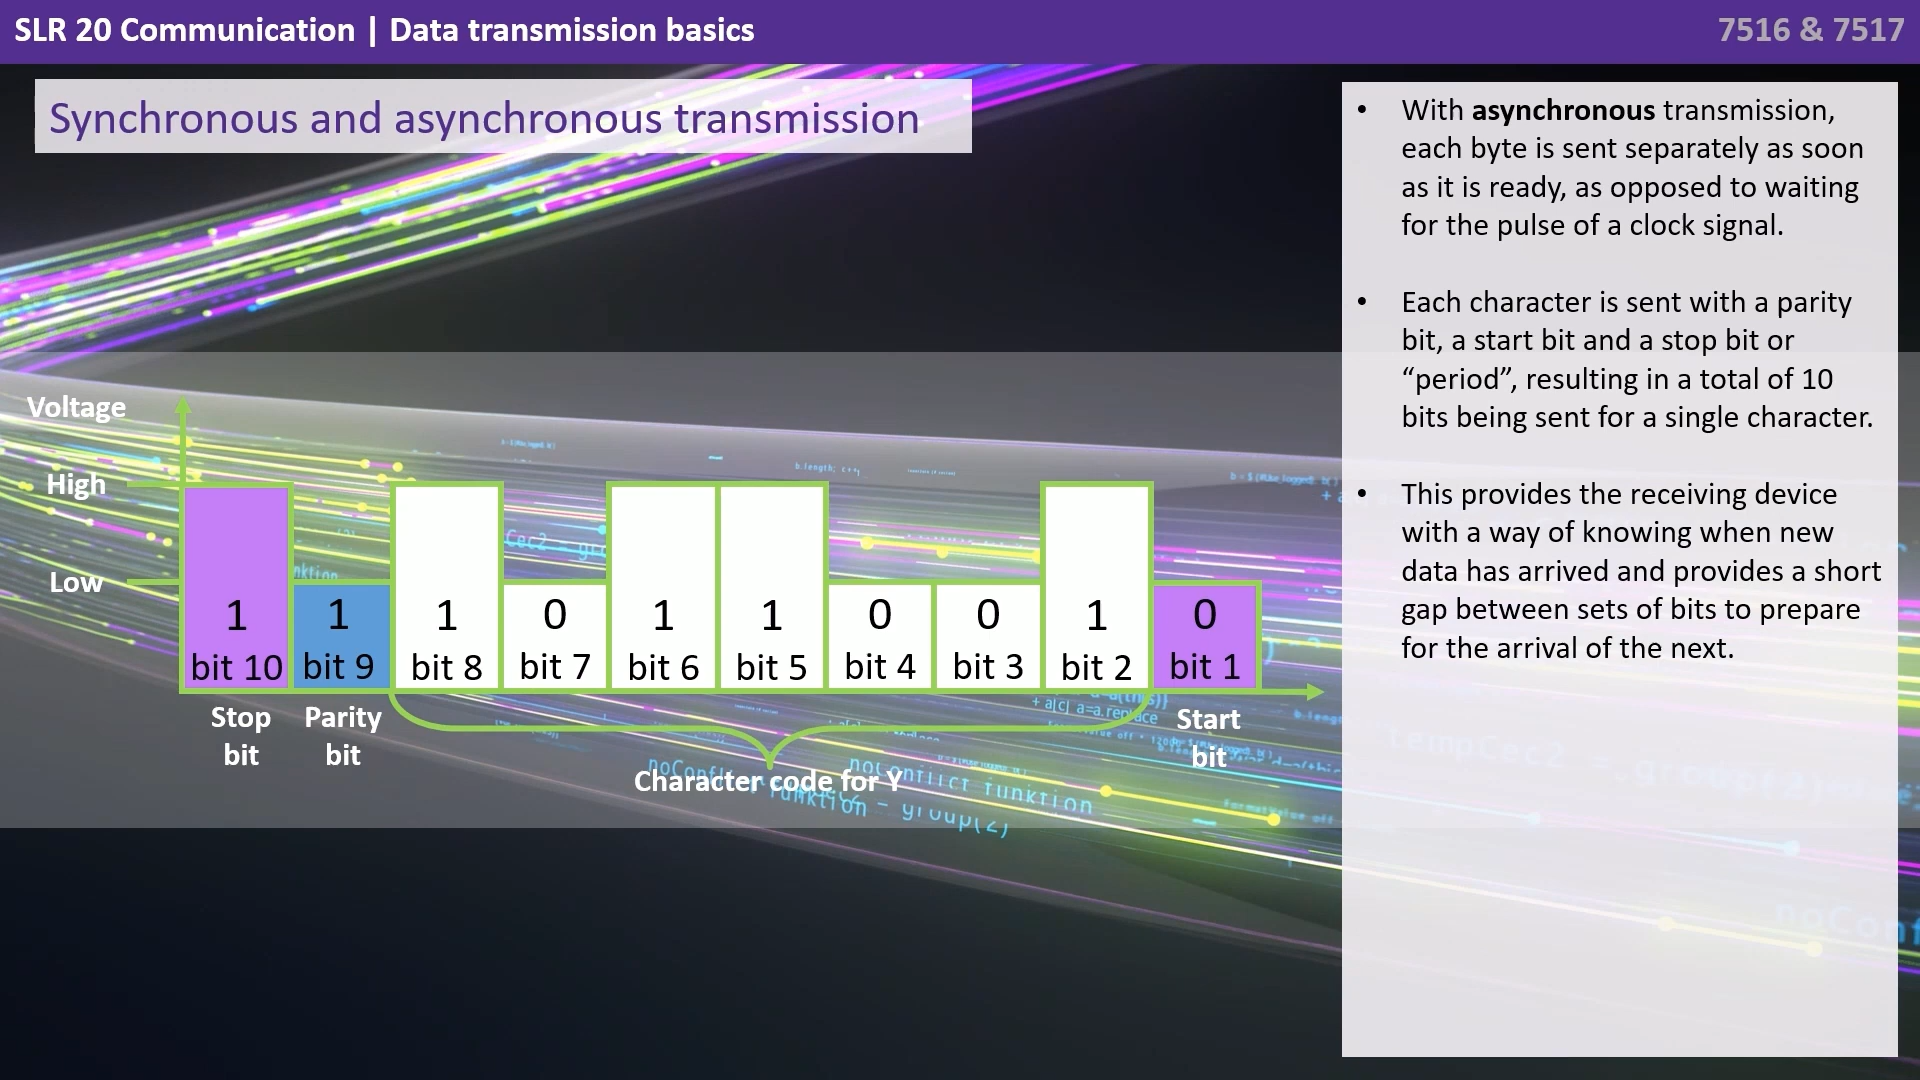 SLR 20 Communication | Data transmission basics
7516 & 7517
Synchronous and asynchronous transmission
• With asynchronous transmission,
each byte is sent separately as soon
as it is ready, as opposed to waiting
for the pulse of a clock signal.
• Each character is sent with a parity
bit, a start bit and a stop bit or
“period”, resulting in a total of 10
bits being sent for a single character.
• This provides the receiving device
with a way of knowing when new
data has arrived and provides a short
gap between sets of bits to prepare
for the arrival of the next.
Voltage
High
Low
1 1 1 0 1 1 0 0 1 0
bit 10 bit 9 bit 8 bit 7 bit 6 bit 5 bit 4 bit 3 bit 2 bit 1
Stop
bit
Parity
bit
Start
bit
Character code for Y
noConflict funktion
tempCec2 = group(2)